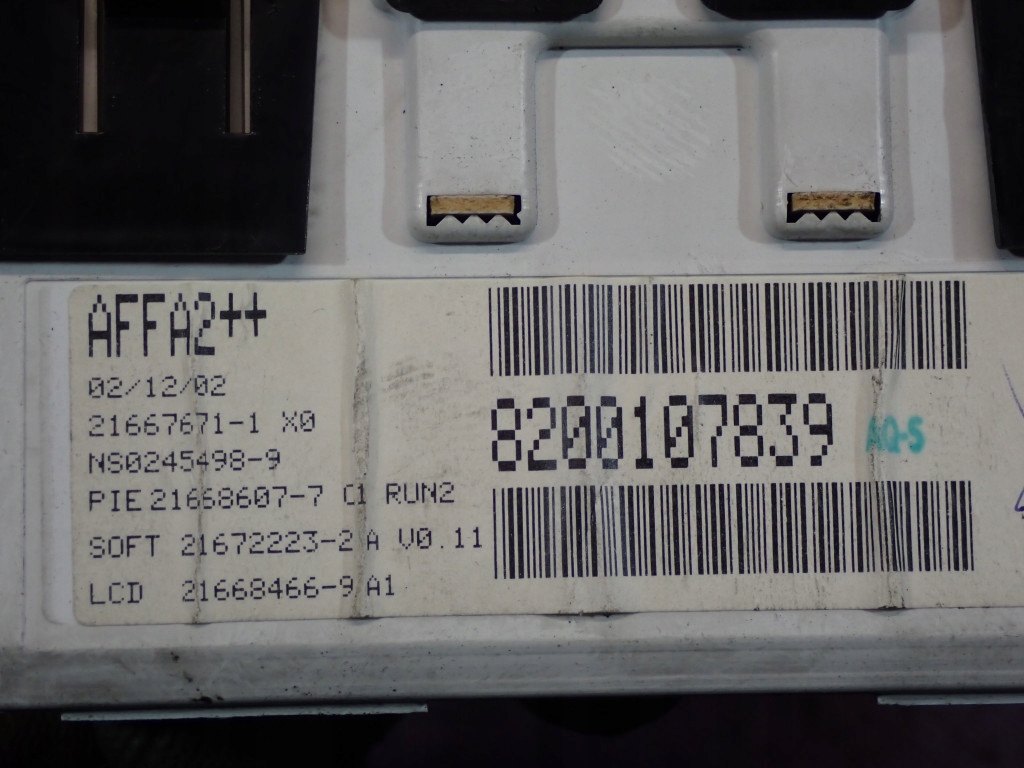 AFFA2++
02/12/02
21667671-1 X0
NS0245498-9
PIE 21668607-7 C1 RUN2
SOFT 21672223-2 A V0.11
LCD 21668466-9 A1
8200107839
AQ-S